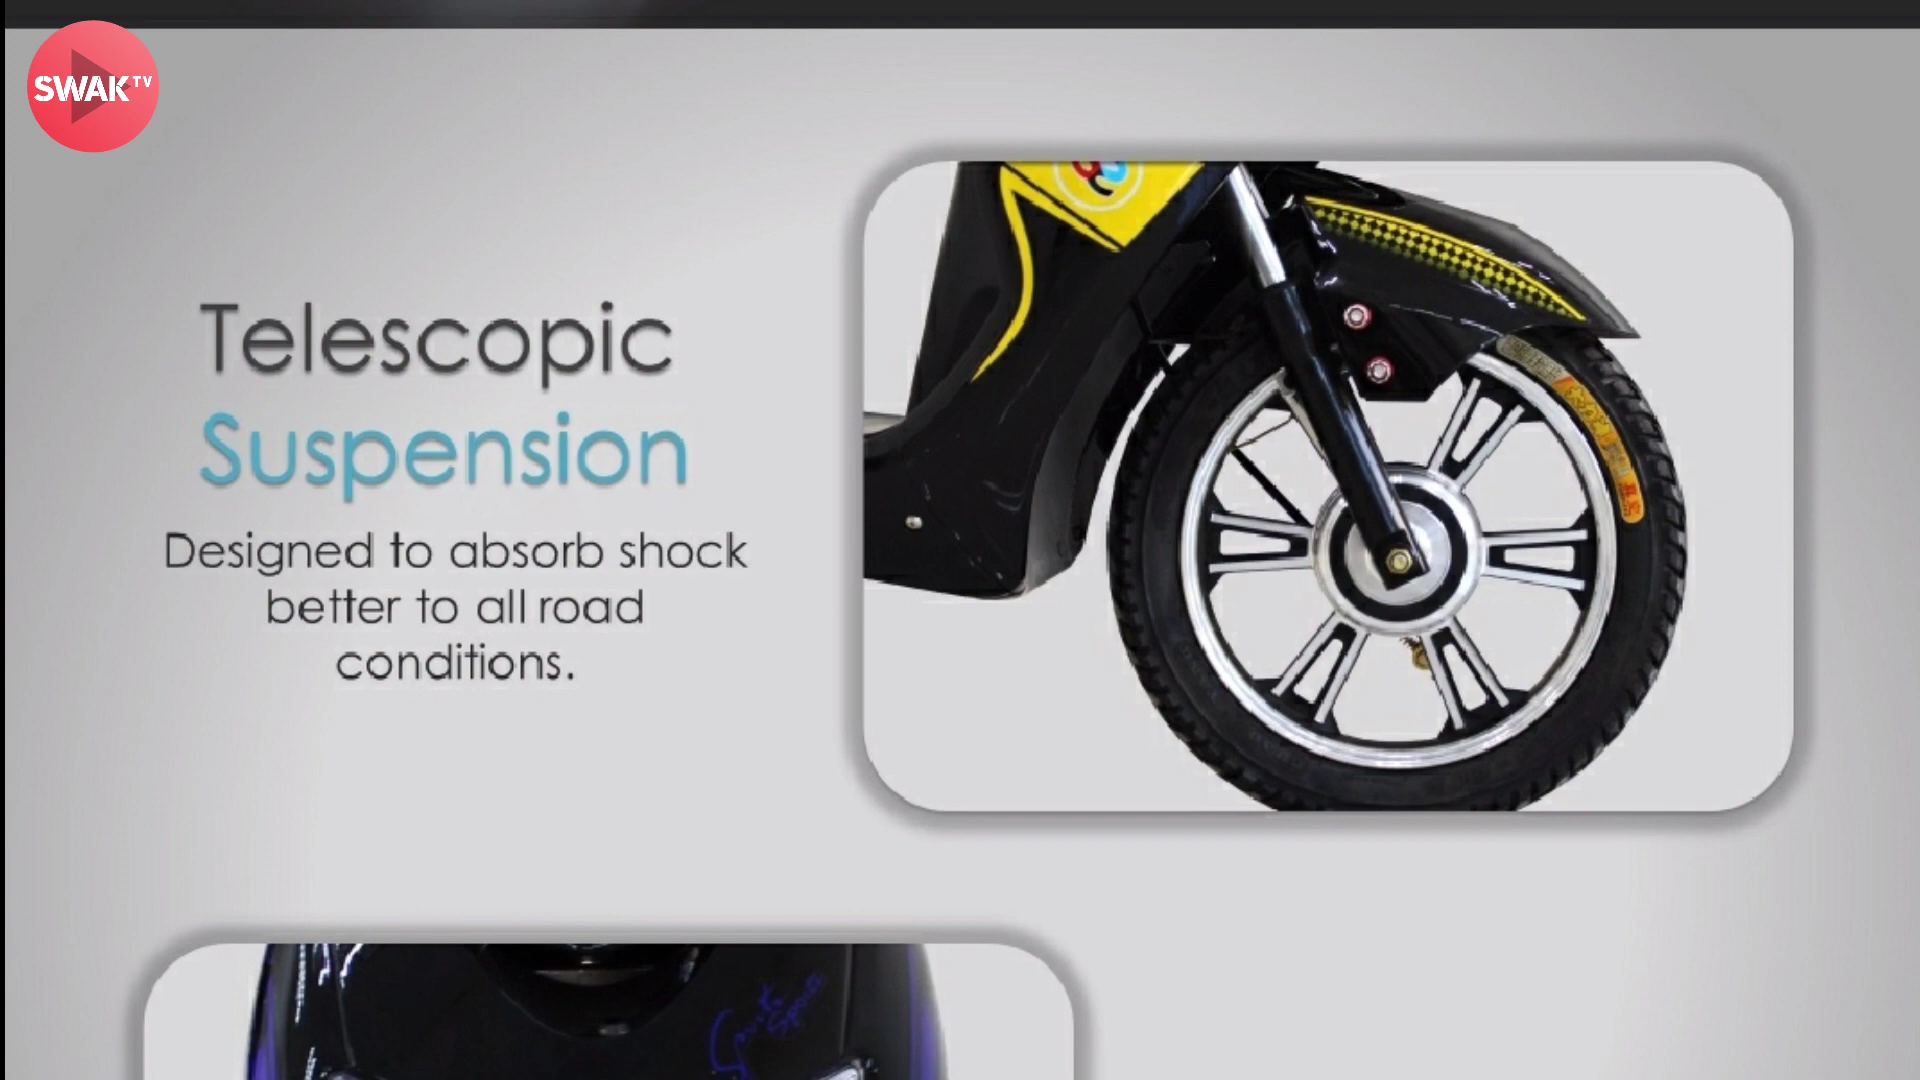 SWAK TV
Telescopic
Suspension
Designed to absorb shock
better to all road
conditions.